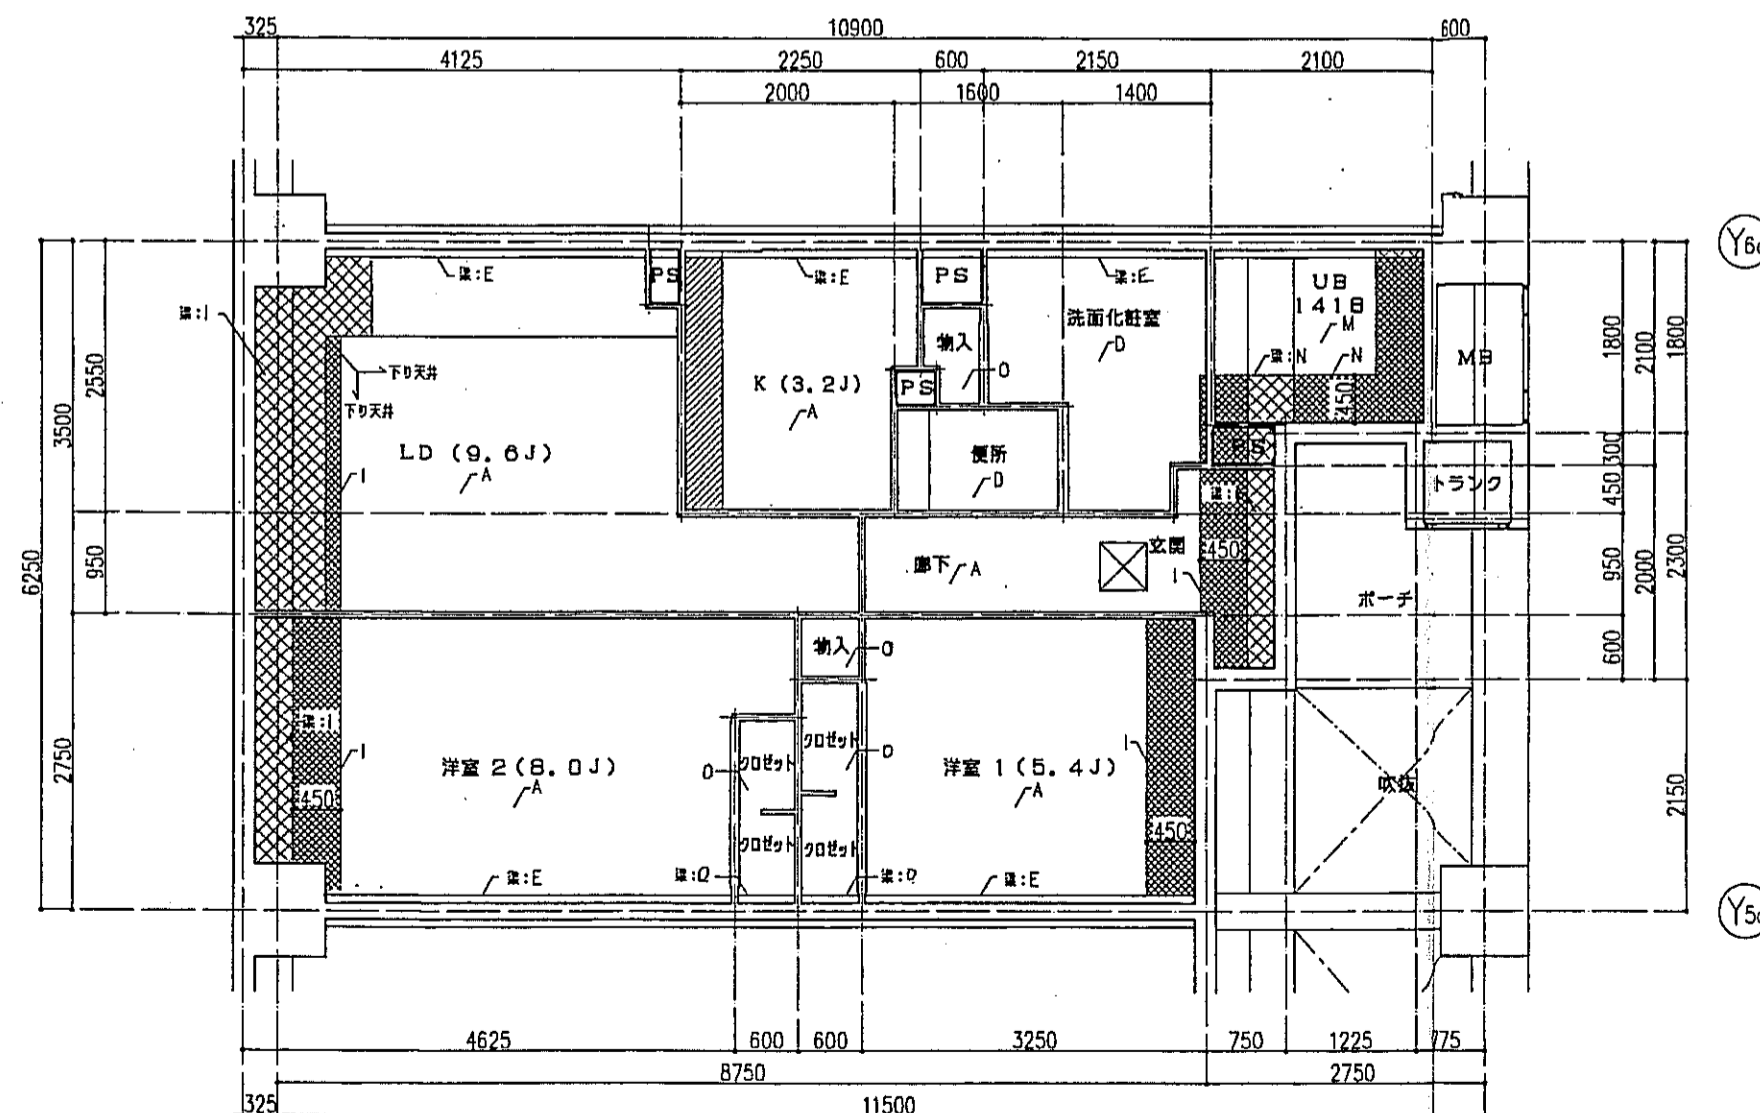 325
10900
600
4125
2250
600
2150
2100
2000
1600
1400
梁:E
PS
梁:E
PS
梁:E
UB
1418
M
梁:I
洗面化粧室
D
梁:N
N
MB
物入
O
下り天井
下り天井
K (3.2J)
A
PS
450
LD (9.6J)
A
I
便所
D
PS
トランク
梁:I
玄関
450
I
廊下
A
ポーチ
物入
O
梁:I
I
450
洋室2(8.0J)
A
O
クロゼット
クロゼット
クロゼット
クロゼット
O
洋室1(5.4J)
A
I
450
吹抜
梁:E
梁:O
梁:O
梁:E
6250
3500
2550
950
2750
1800
2100
1800
300
450
950
2000
2300
600
2150
Y6
Y5
4625
600
600
3250
750
1225
775
8750
2750
325
11500